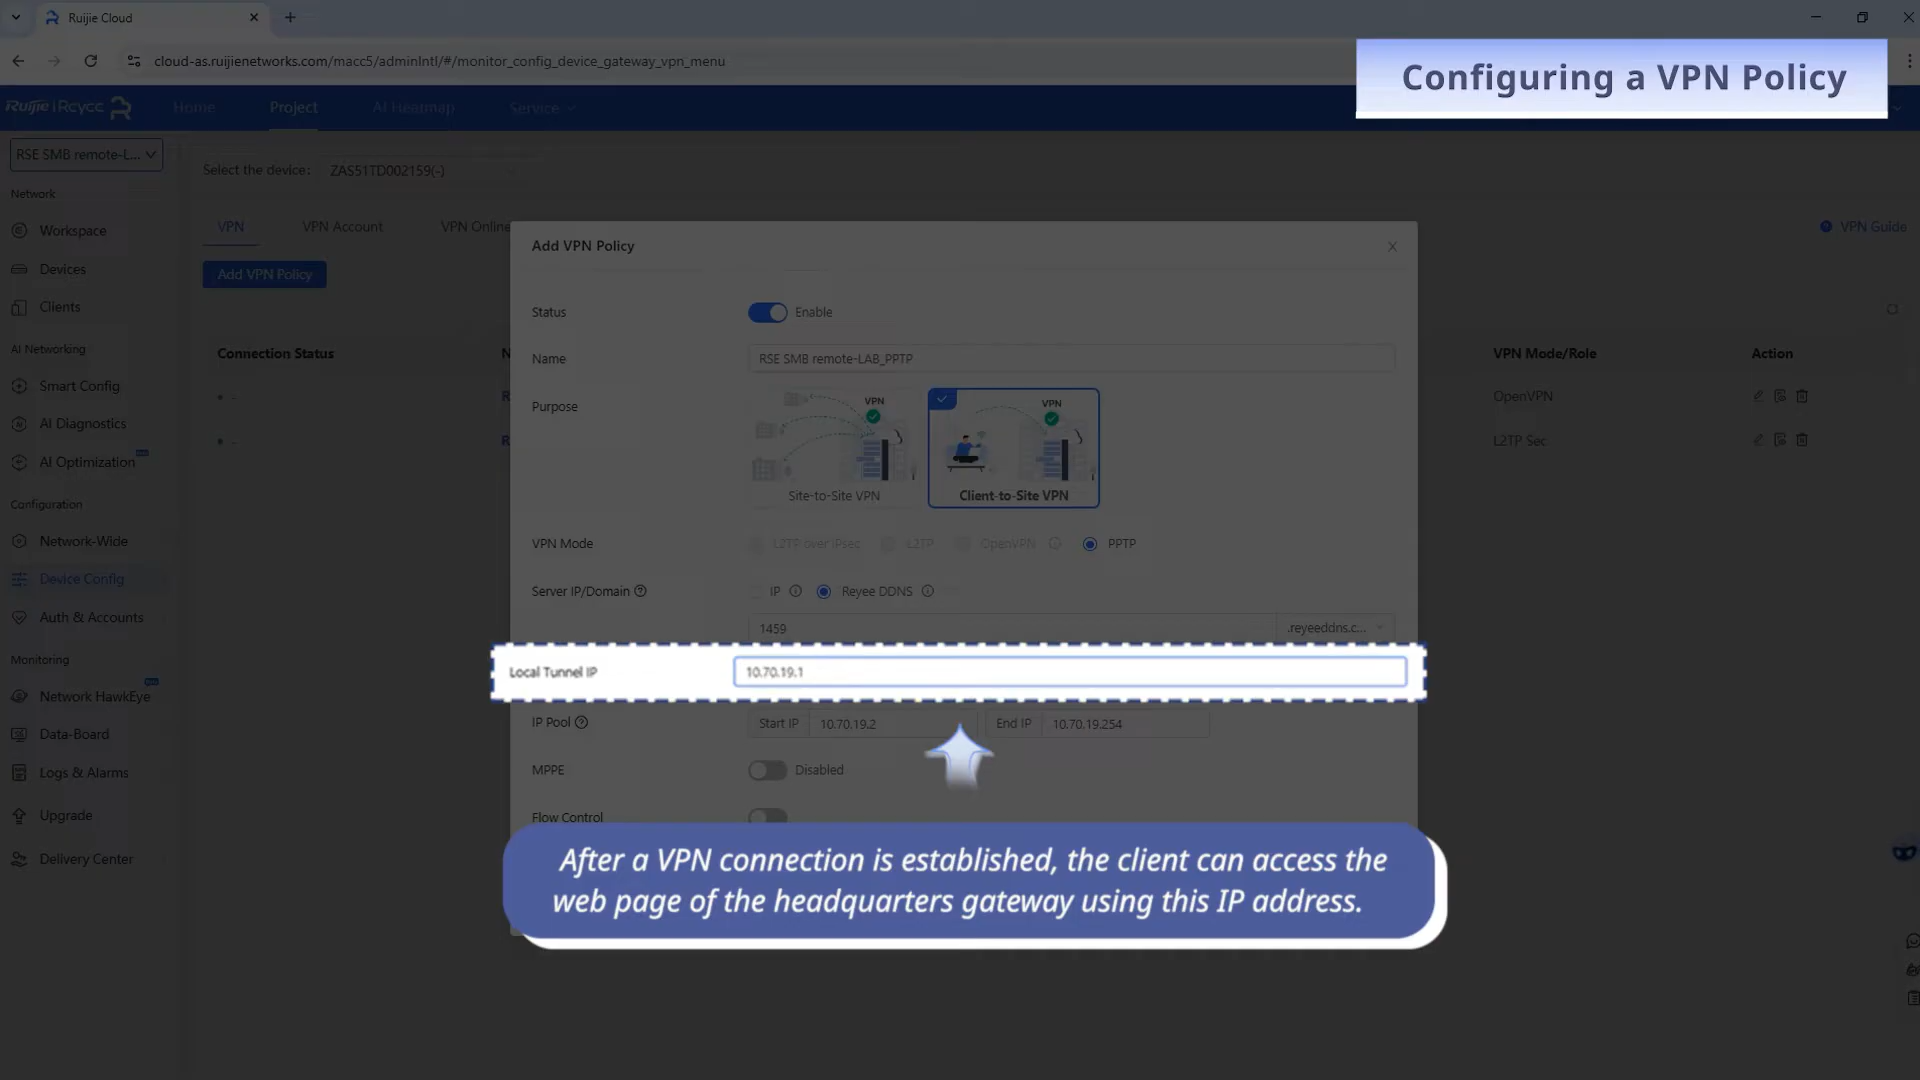 Ruijie Cloud
cloud-as.ruijienetworks.com/macc5/adminIntl/#/monitor_config_device_gateway_vpn_menu
Configuring a VPN Policy
Ruijie | Rcycc
Home
Project
AI Heatmap
Service
RSE SMB remote-L...
Select the device:
ZAS51TD002159(-)
Network
Workspace
Devices
Clients
AI Networking
Smart Config
AI Diagnostics
AI Optimization
Configuration
Network-Wide
Device Config
Auth & Accounts
Monitoring
Network HawkEye
Data-Board
Logs & Alarms
Upgrade
Delivery Center
VPN
VPN Account
VPN Online
VPN Guide
Add VPN Policy
Connection Status
VPN Mode/Role
Action
-
OpenVPN
-
L2TP Sec
Add VPN Policy
Status
Enable
Name
RSE SMB remote-LAB_PPTP
Purpose
VPN
Site-to-Site VPN
VPN
Client-to-Site VPN
VPN Mode
L2TP over IPsec
L2TP
OpenVPN
PPTP
Server IP/Domain
IP
Reyee DDNS
1459
.reyeeddns.c...
Local Tunnel IP
10.70.19.1
IP Pool
Start IP
10.70.19.2
End IP
10.70.19.254
MPPE
Disabled
Flow Control
After a VPN connection is established, the client can access the
web page of the headquarters gateway using this IP address.